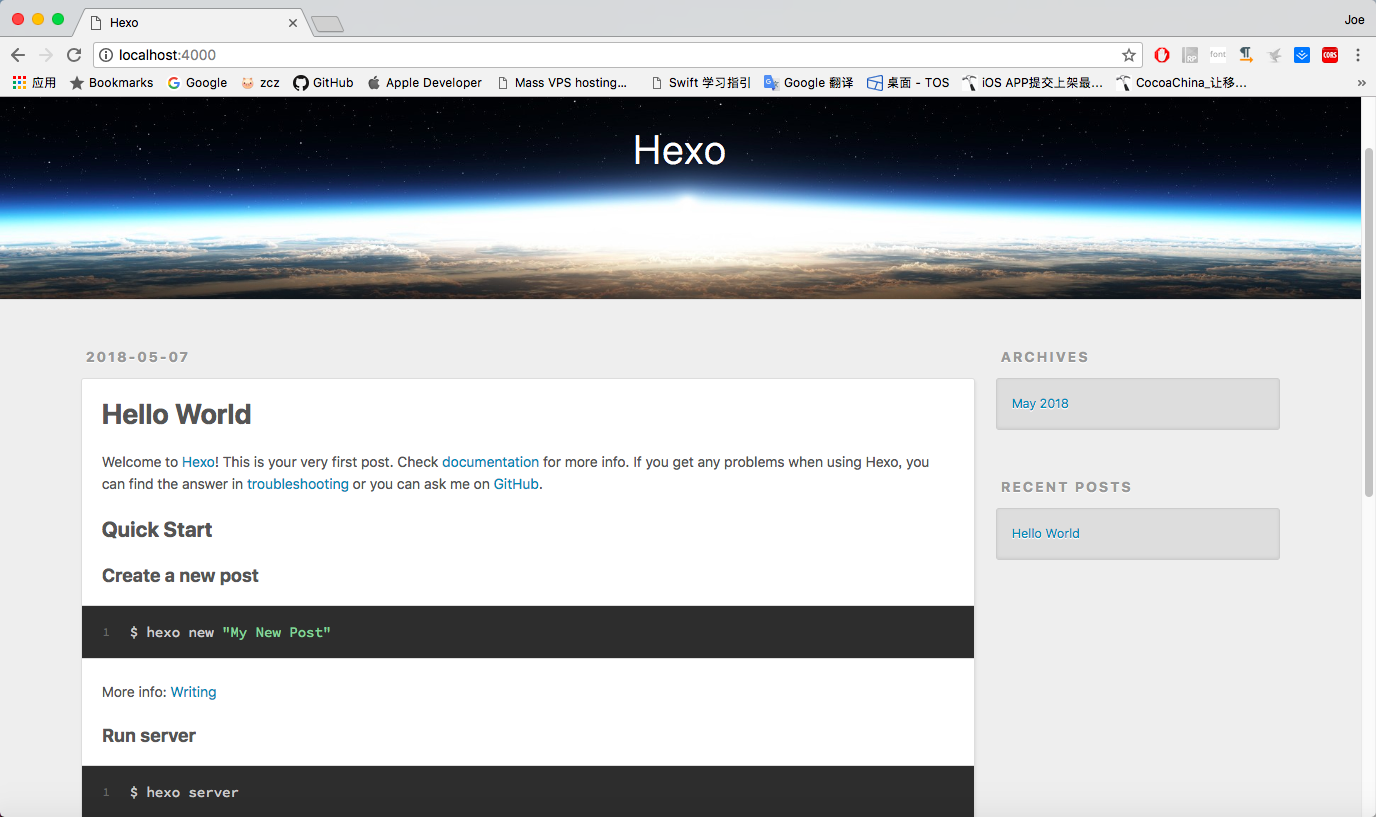 Hexo
Joe
localhost:4000
font
RP
CORS
应用 Bookmarks Google zcz GitHub Apple Developer Mass VPS hosting... Swift 学习指引 Google 翻译 桌面 - TOS iOS APP提交上架最... CocoaChina_让移... »
Hexo
2018-05-07
Hello World
Welcome to Hexo! This is your very first post. Check documentation for more info. If you get any problems when using Hexo, you
can find the answer in troubleshooting or you can ask me on GitHub.
Quick Start
Create a new post
1 $ hexo new "My New Post"
More info: Writing
Run server
1 $ hexo server
ARCHIVES
May 2018
RECENT POSTS
Hello World